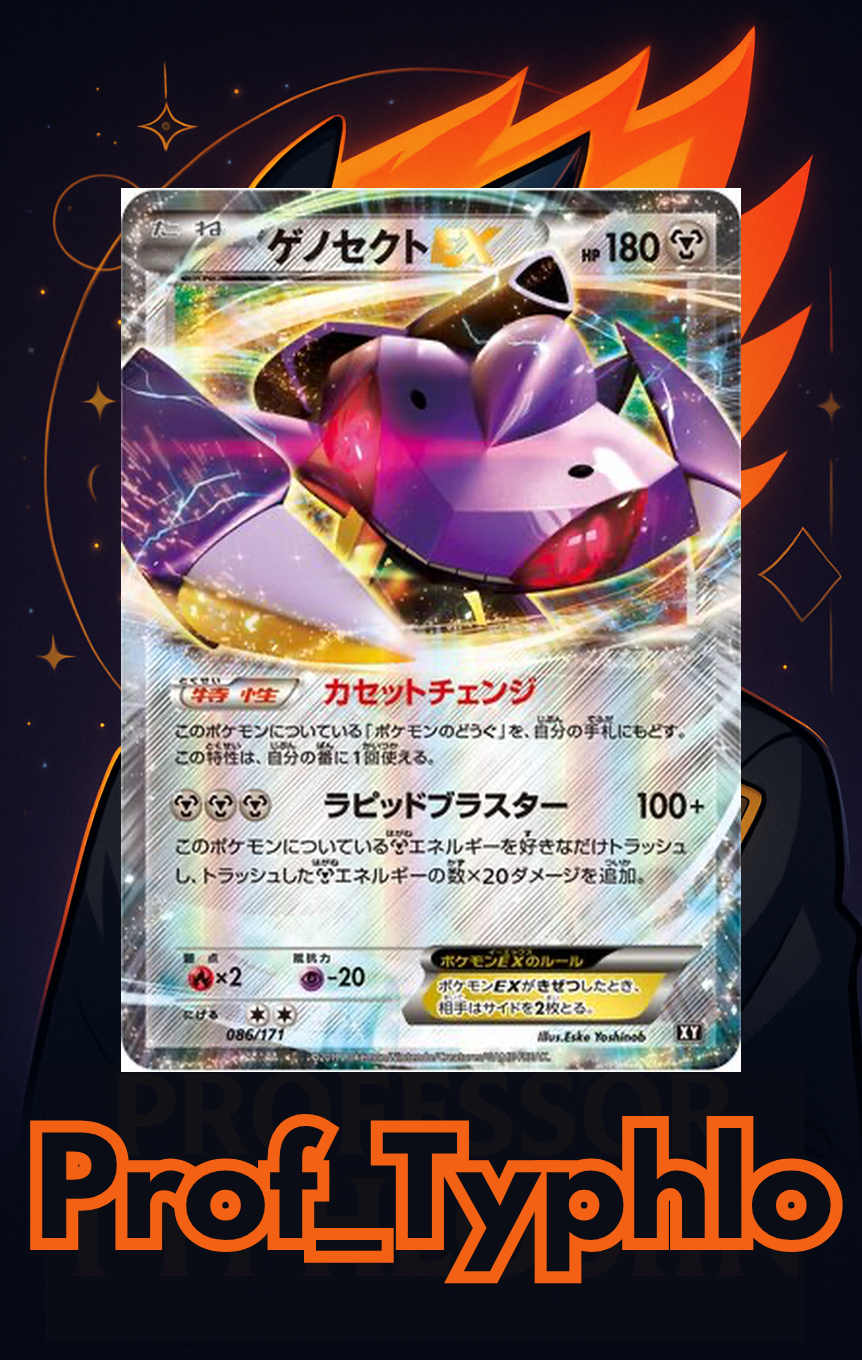 たね
ゲノセクトEX
HP 180
とくせい
特性 カセットチェンジ
このポケモンについている「ポケモンのどうぐ」を、自分の手札にもどす。
この特性は、自分の番に1回使える。
ラピッドブラスター 100+
このポケモンについているエネルギーを好きなだけトラッシュ
し、トラッシュしたエネルギーの数×20ダメージを追加。
弱点 抵抗力
×2 -20
にげる
086/171
ポケモンEXのルール
ポケモンEXがきぜつしたとき、
相手はサイドを2枚とる。
Illus.Eske Yoshinob
XY
PROFESSOR
Prof_Typhlo